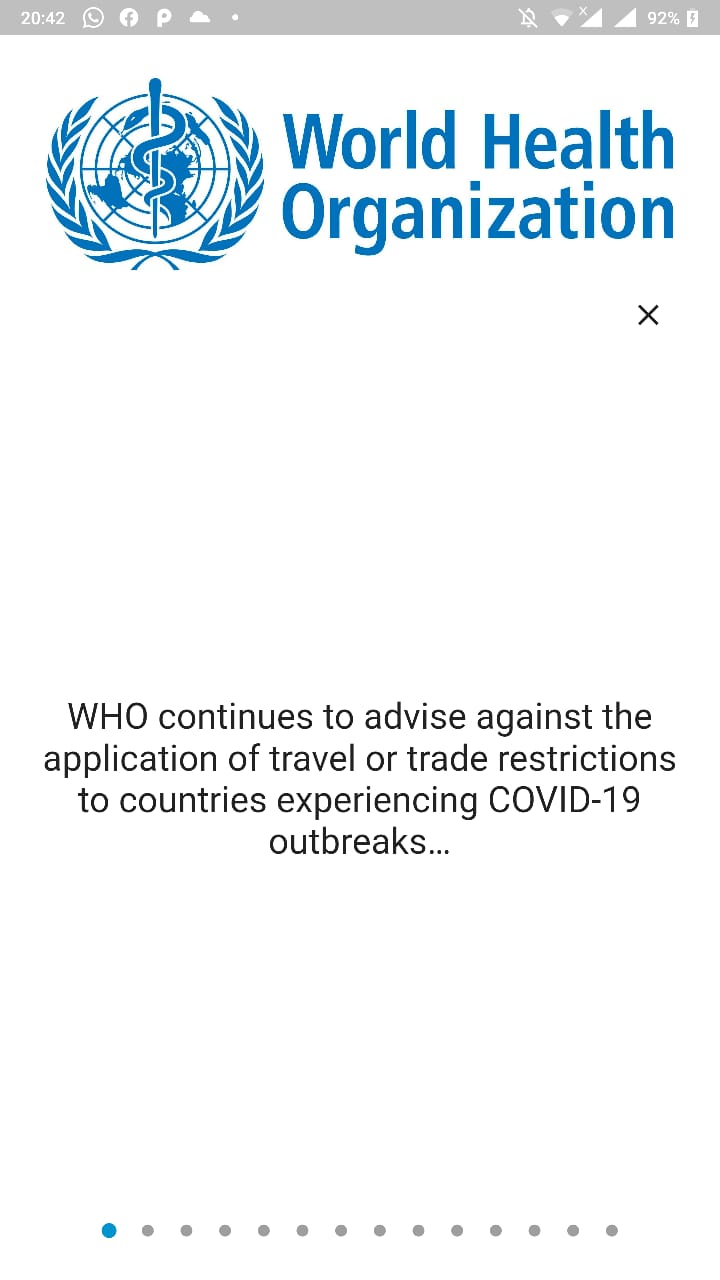 20:42
92%
World Health
Organization
WHO continues to advise against the
application of travel or trade restrictions
to countries experiencing COVID-19
outbreaks…